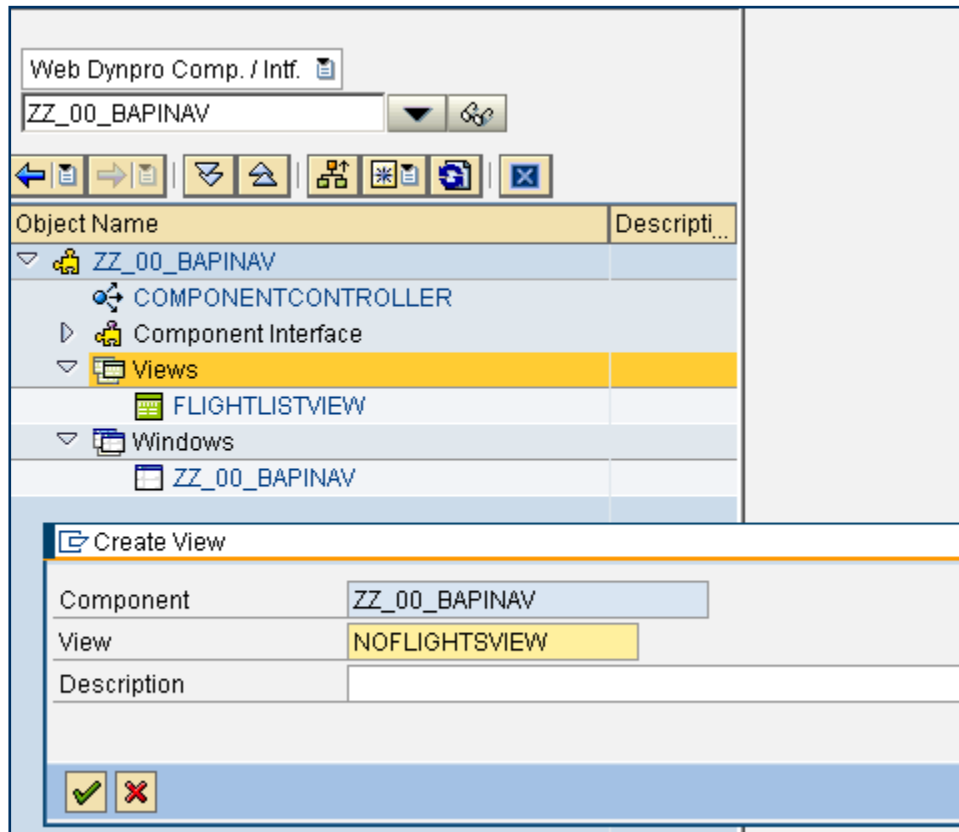 Web Dynpro Comp. / Intf.
ZZ_00_BAPINAV
Object Name Descripti...
ZZ_00_BAPINAV
COMPONENTCONTROLLER
Component Interface
Views
FLIGHTLISTVIEW
Windows
ZZ_00_BAPINAV
Create View
Component ZZ_00_BAPINAV
View NOFLIGHTSVIEW
Description